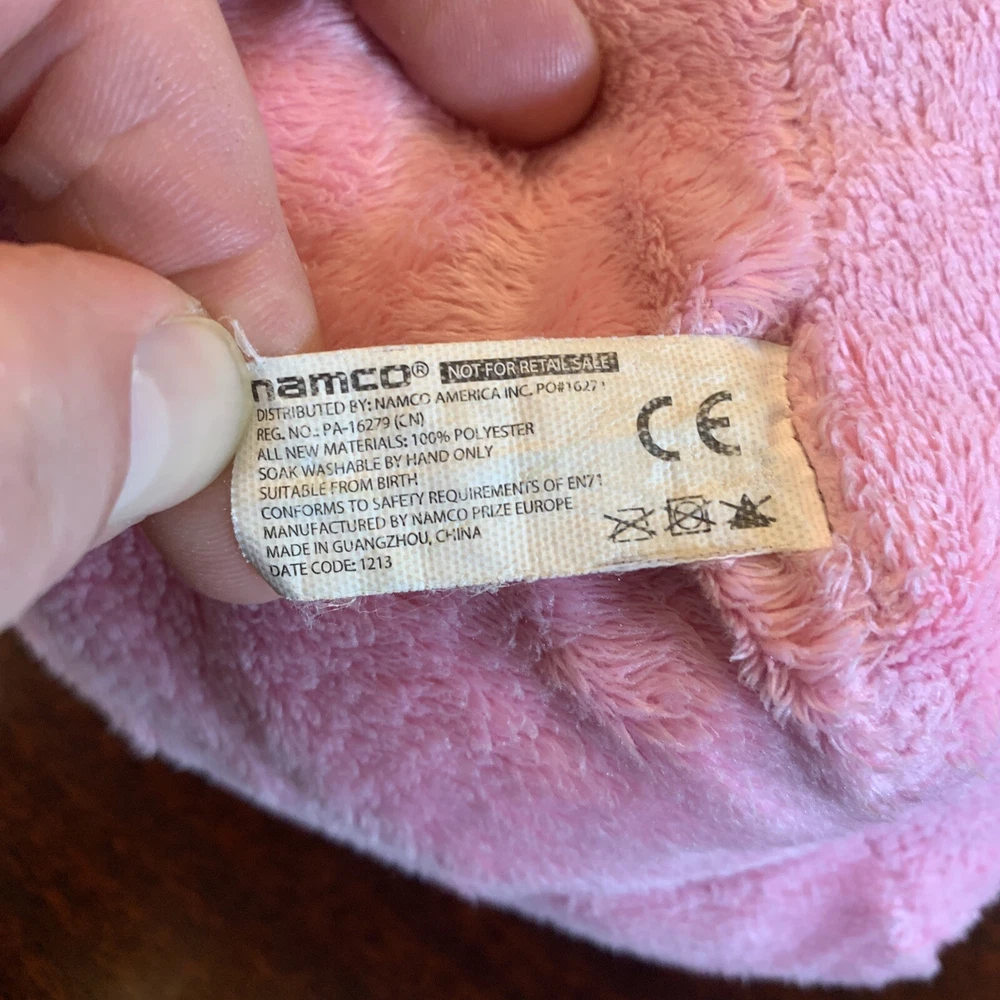 namco® NOT FOR RETAIL SALE
DISTRIBUTED BY: NAMCO AMERICA INC. PO#16271
REG. NO.: PA-16279 (CN)
ALL NEW MATERIALS: 100% POLYESTER
SOAK WASHABLE BY HAND ONLY
SUITABLE FROM BIRTH
CONFORMS TO SAFETY REQUIREMENTS OF EN71
MANUFACTURED BY NAMCO PRIZE EUROPE
MADE IN GUANGZHOU, CHINA
DATE CODE: 1213
CE